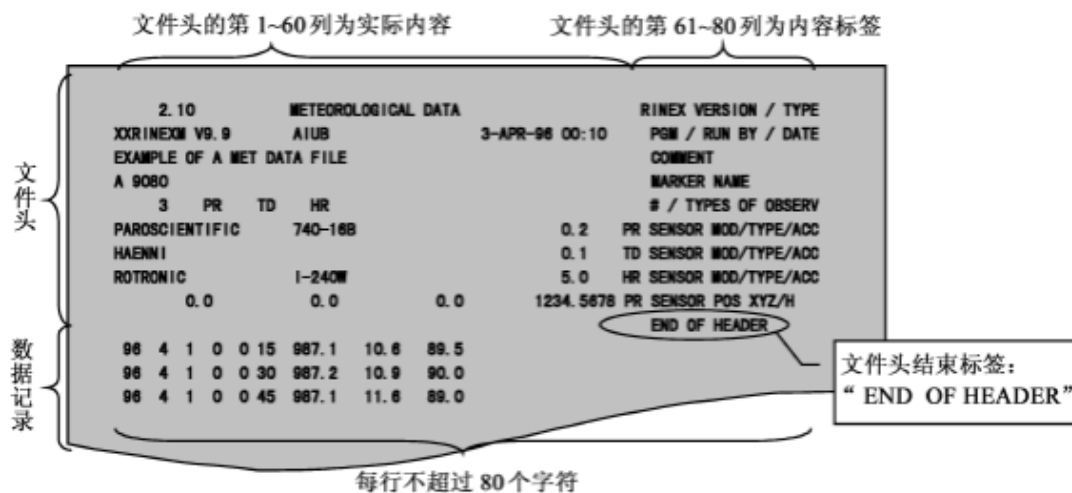 文件头的第 1~60列为实际内容 文件头的第 61~80列为内容标签
2.10 METEOROLOGICAL DATA RINEX VERSION / TYPE
XXRINEXM V9.9 AIUB 3-APR-96 00:10 PGM / RUN BY / DATE
EXAMPLE OF A MET DATA FILE COMMENT
A 9080 MARKER NAME
3 PR TD HR # / TYPES OF OBSERV
PAROSCIENTIFIC 740-16B 0.2 PR SENSOR MOD/TYPE/ACC
HAENNI 0.1 TD SENSOR MOD/TYPE/ACC
ROTRONIC I-240W 5.0 HR SENSOR MOD/TYPE/ACC
0.0 0.0 0.0 1234.5678 PR SENSOR POS XYZ/H
END OF HEADER
文件头
96 4 1 0 0 15 987.1 10.6 89.5
96 4 1 0 0 30 987.2 10.9 90.0
96 4 1 0 0 45 987.1 11.6 89.0
数据记录
文件头结束标签：
“ END OF HEADER”
每行不超过 80个字符